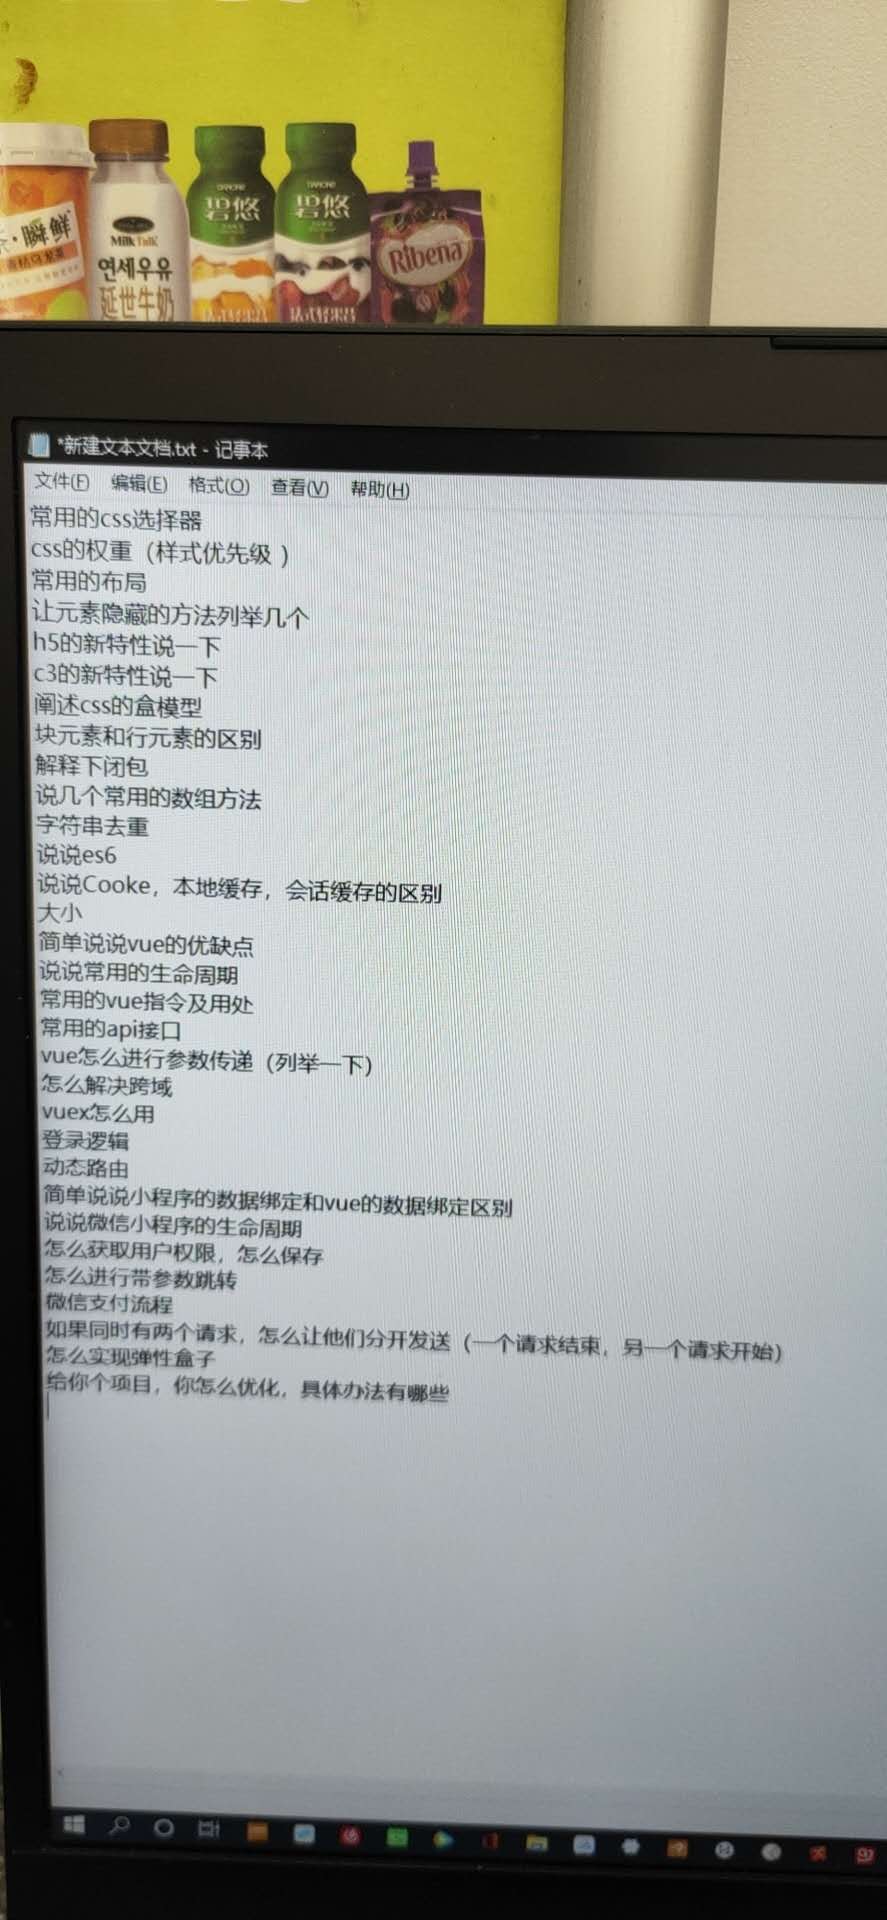 瞬鲜
Milk Talk
연세우유
延世牛奶
DANONE
碧悠
DANONE
碧悠
Ribena
*新建文本文档.txt - 记事本
文件(F) 编辑(E) 格式(O) 查看(V) 帮助(H)
常用的css选择器
css的权重（样式优先级 ）
常用的布局
让元素隐藏的方法列举几个
h5的新特性说一下
c3的新特性说一下
阐述css的盒模型
块元素和行元素的区别
解释下闭包
说几个常用的数组方法
字符串去重
说说es6
说说Cooke，本地缓存，会话缓存的区别
大小
简单说说vue的优缺点
说说常用的生命周期
常用的vue指令及用处
常用的api接口
vue怎么进行参数传递（列举一下）
怎么解决跨域
vuex怎么用
登录逻辑
动态路由
简单说说小程序的数据绑定和vue的数据绑定区别
说说微信小程序的生命周期
怎么获取用户权限，怎么保存
怎么进行带参数跳转
微信支付流程
如果同时有两个请求，怎么让他们分开发送（一个请求结束，另一个请求开始）
怎么实现弹性盒子
给你个项目，你怎么优化，具体办法有哪些